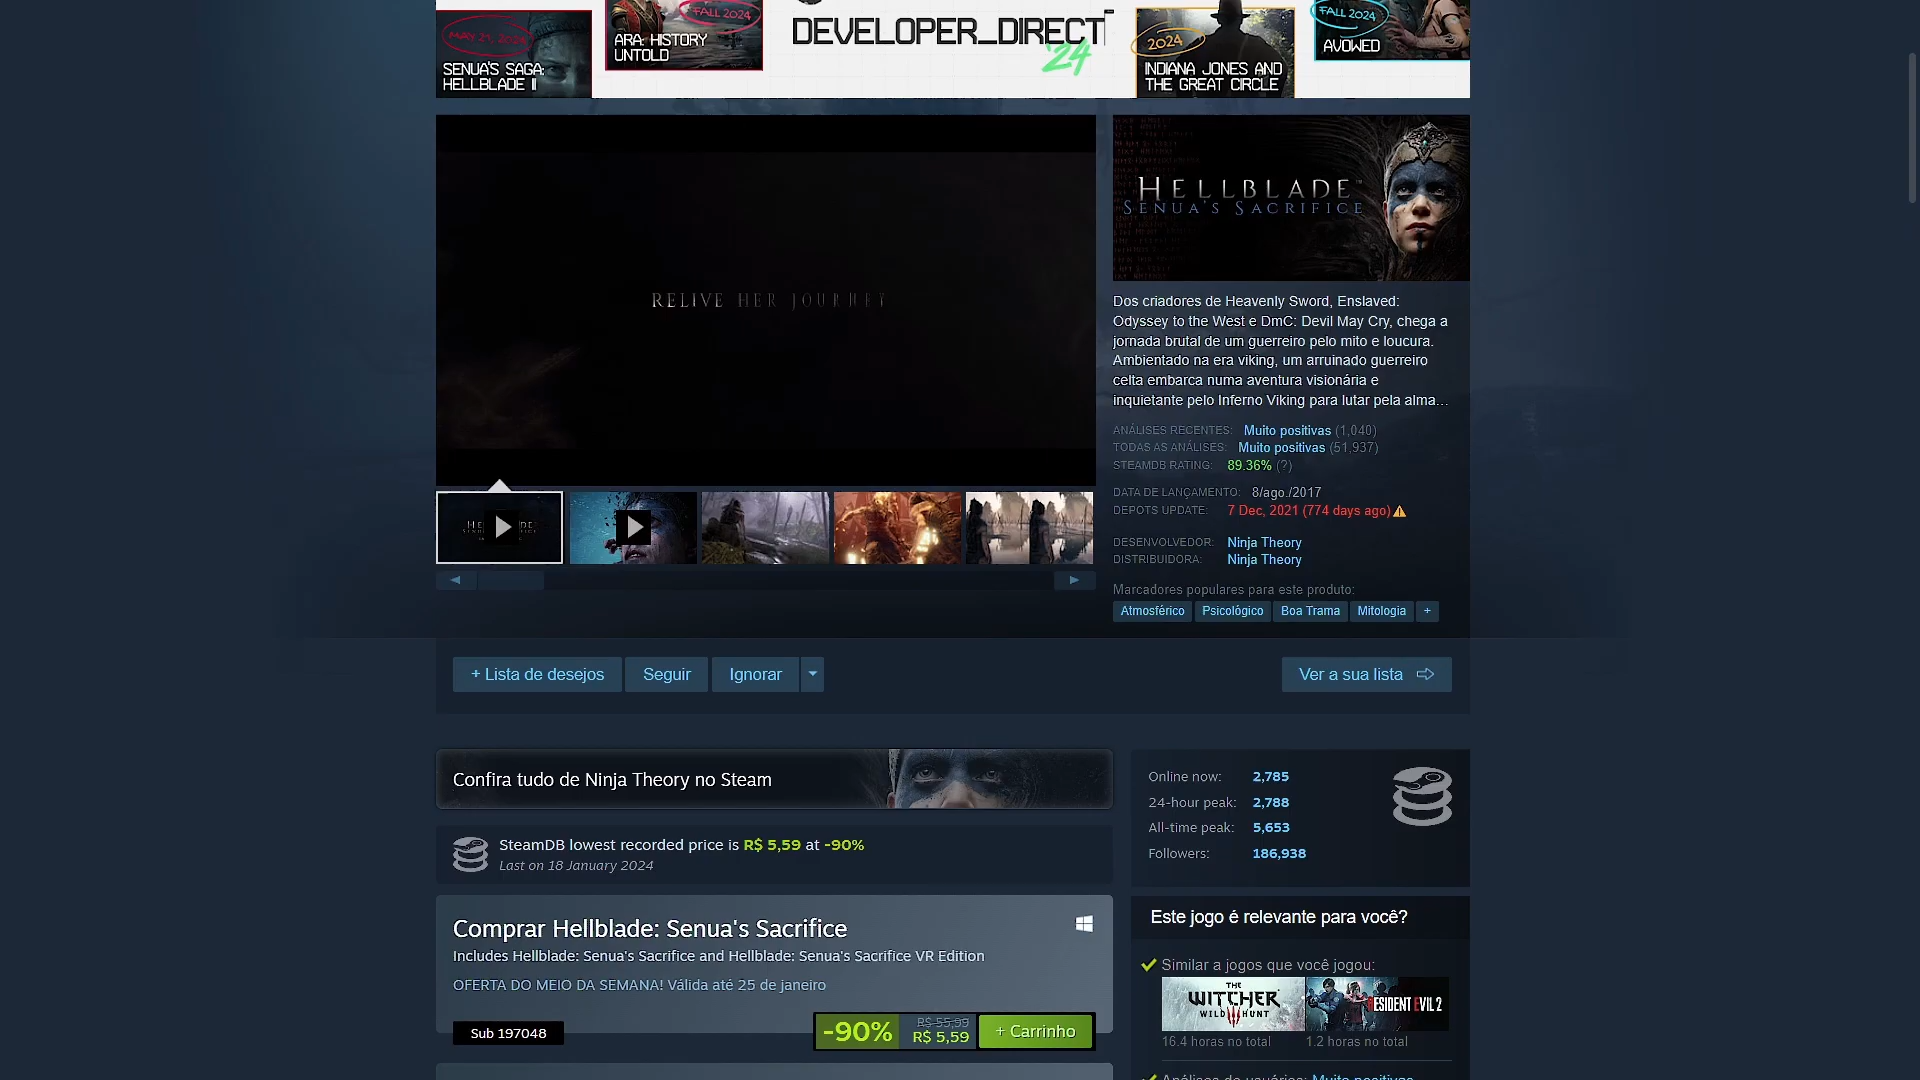 MAY 21, 2024
SENUA'S SAGA:
HELLBLADE II
FALL 2024
ARA: HISTORY
UNTOLD
DEVELOPER_DIRECT
'24
2024
INDIANA JONES AND
THE GREAT CIRCLE
FALL 2024
AVOWED
RELIVE HER JOURNEY
HELLBLADE™
SENUA'S SACRIFICE
Dos criadores de Heavenly Sword, Enslaved:
Odyssey to the West e DmC: Devil May Cry, chega a
jornada brutal de um guerreiro pelo mito e loucura.
Ambientado na era viking, um arruinado guerreiro
celta embarca numa aventura visionária e
inquietante pelo Inferno Viking para lutar pela alma...
ANÁLISES RECENTES: Muito positivas (1,040)
TODAS AS ANÁLISES: Muito positivas (51,937)
STEAMDB RATING: 89.36% (?)
DATA DE LANÇAMENTO: 8/ago./2017
DEPOTS UPDATE: 7 Dec, 2021 (774 days ago)
DESENVOLVEDOR: Ninja Theory
DISTRIBUIDORA: Ninja Theory
Marcadores populares para este produto:
Atmosférico Psicológico Boa Trama Mitologia +
+ Lista de desejos Seguir Ignorar Ver a sua lista
Confira tudo de Ninja Theory no Steam
SteamDB lowest recorded price is R$ 5,59 at -90%
Last on 18 January 2024
Online now: 2,785
24-hour peak: 2,788
All-time peak: 5,653
Followers: 186,938
Comprar Hellblade: Senua's Sacrifice
Includes Hellblade: Senua's Sacrifice and Hellblade: Senua's Sacrifice VR Edition
OFERTA DO MEIO DA SEMANA! Válida até 25 de janeiro
Sub 197048
-90% R$ 55,99
R$ 5,59
+ Carrinho
Este jogo é relevante para você?
Similar a jogos que você jogou:
THE WITCHER
WILD HUNT
RESIDENT EVIL 2
16.4 horas no total 1.2 horas no total
Análises de usuários: Muito positivas